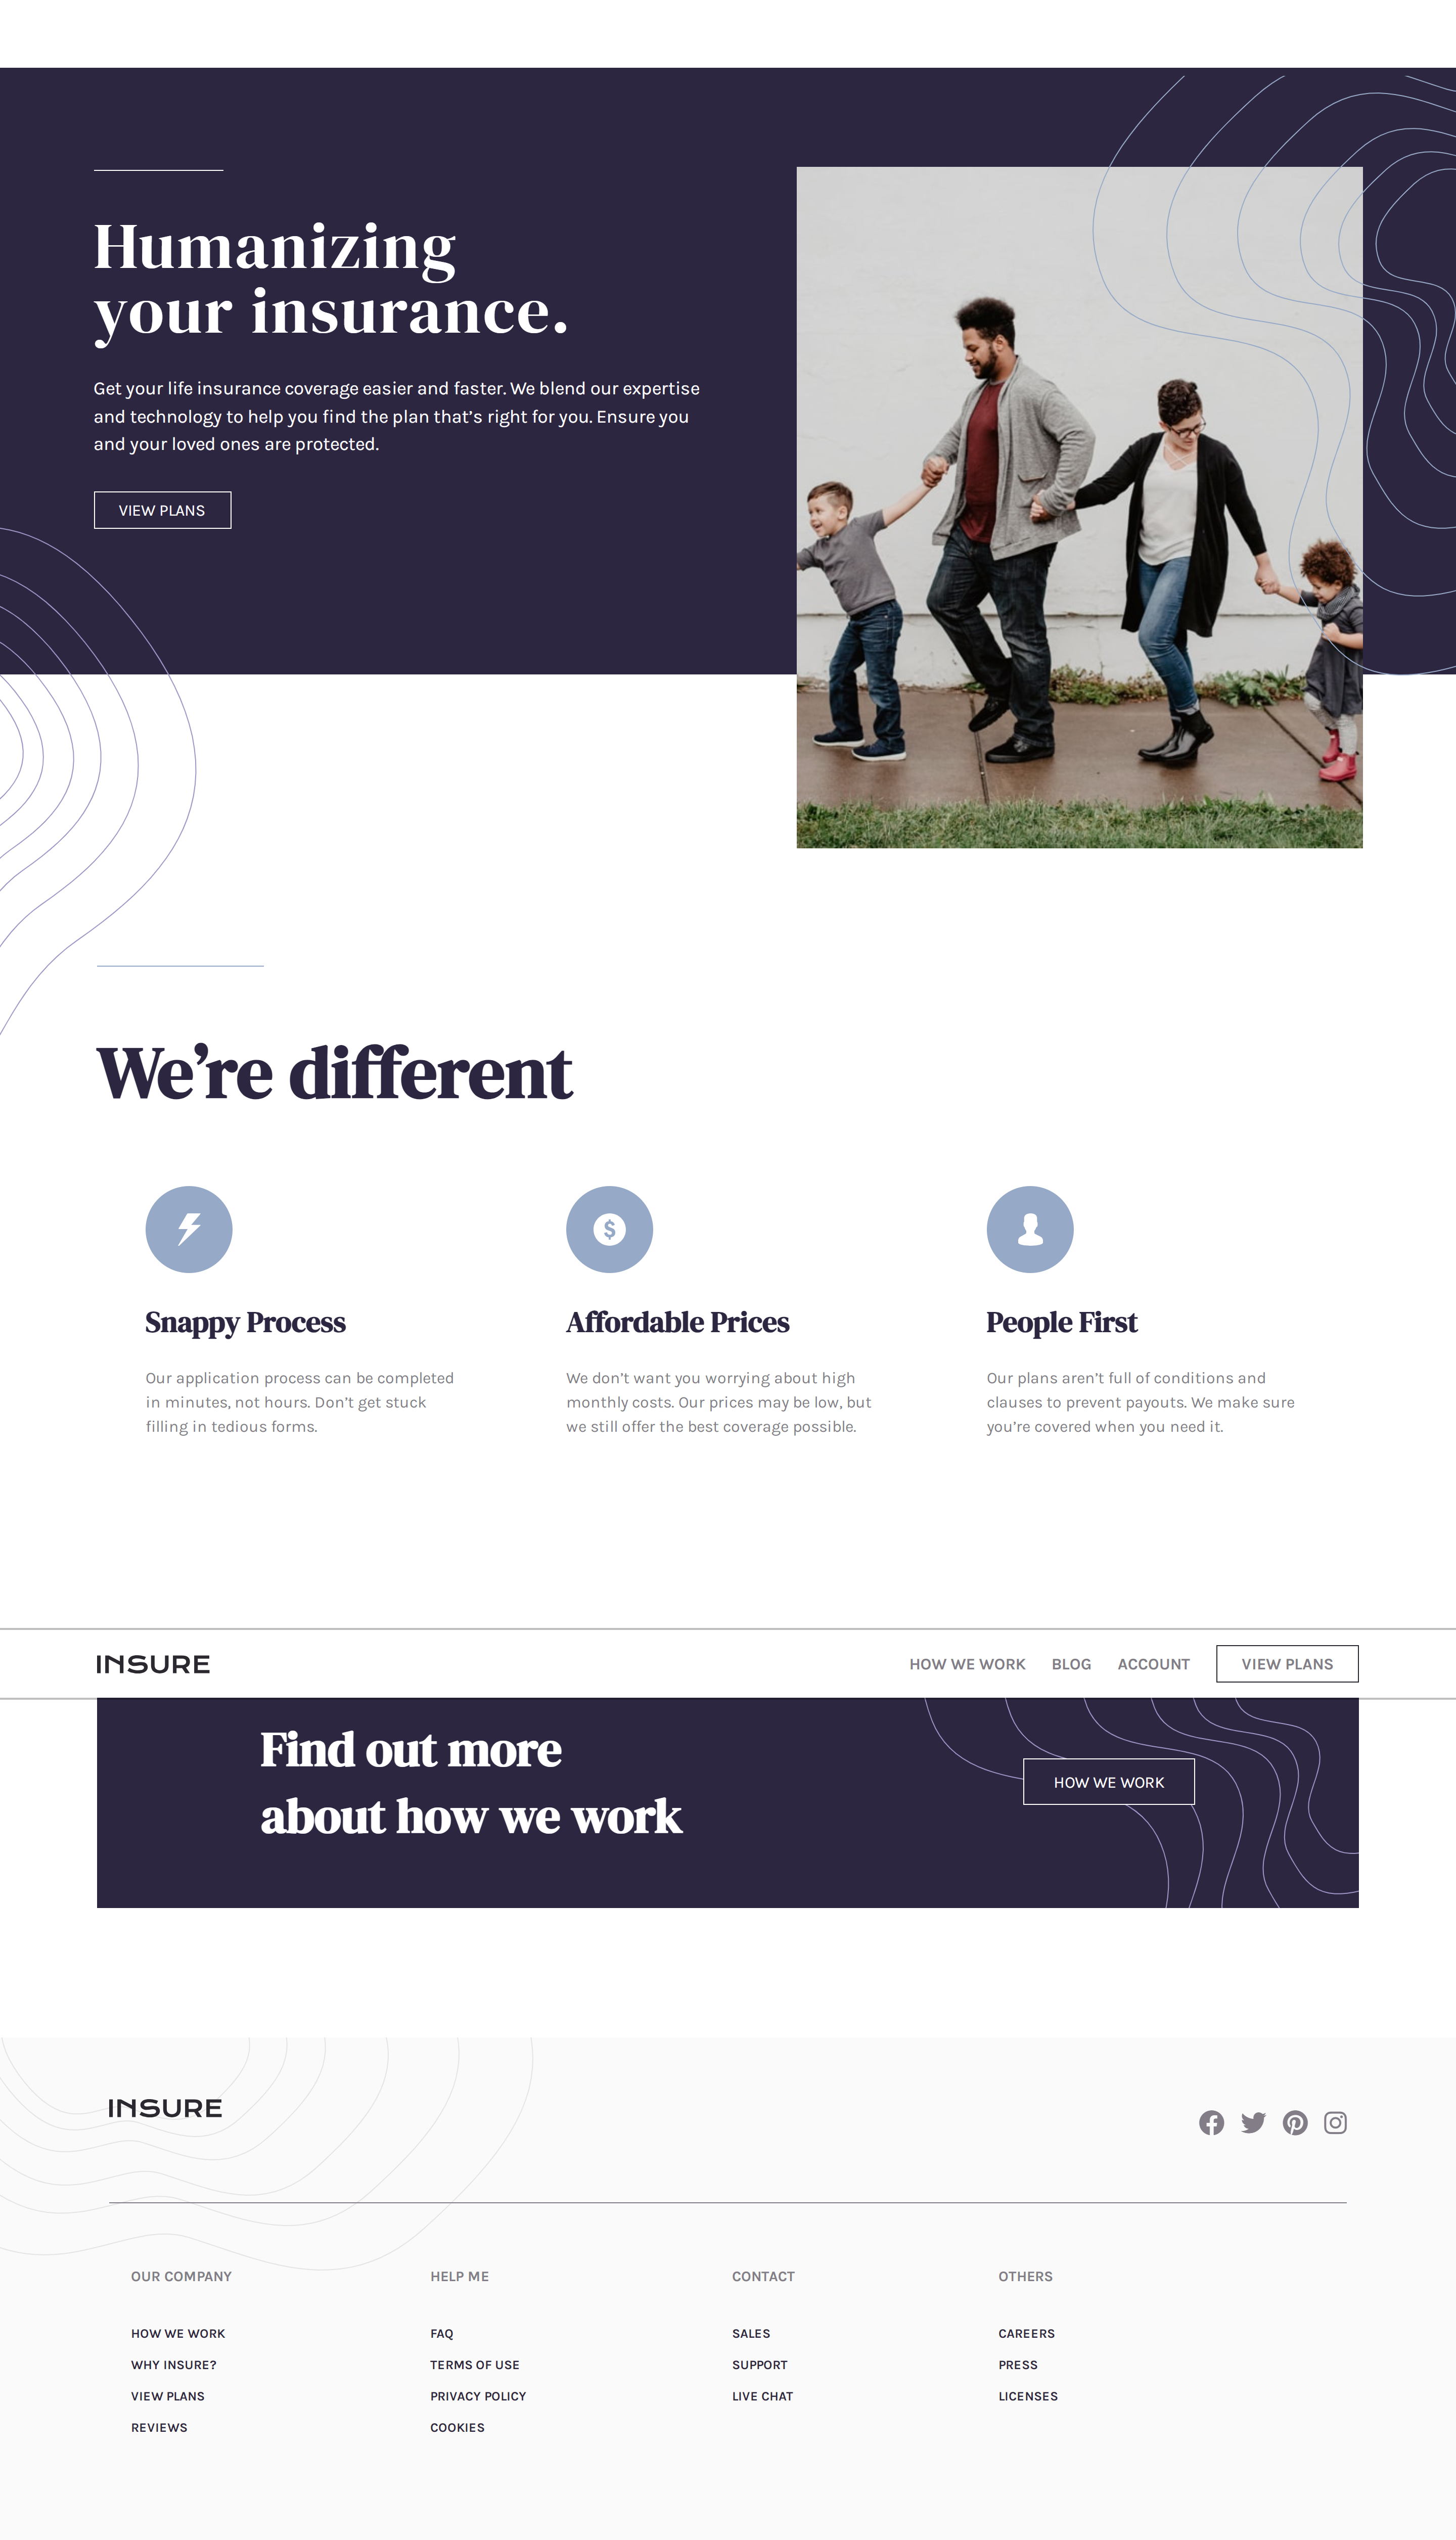 Humanizing
your insurance.
Get your life insurance coverage easier and faster. We blend our expertise
and technology to help you find the plan that’s right for you. Ensure you
and your loved ones are protected.
VIEW PLANS
We’re different
Snappy Process
Our application process can be completed
in minutes, not hours. Don’t get stuck
filling in tedious forms.
Affordable Prices
We don’t want you worrying about high
monthly costs. Our prices may be low, but
we still offer the best coverage possible.
People First
Our plans aren’t full of conditions and
clauses to prevent payouts. We make sure
you’re covered when you need it.
INSURE
HOW WE WORK
BLOG
ACCOUNT
VIEW PLANS
Find out more
about how we work
HOW WE WORK
INSURE
OUR COMPANY
HOW WE WORK
WHY INSURE?
VIEW PLANS
REVIEWS
HELP ME
FAQ
TERMS OF USE
PRIVACY POLICY
COOKIES
CONTACT
SALES
SUPPORT
LIVE CHAT
OTHERS
CAREERS
PRESS
LICENSES